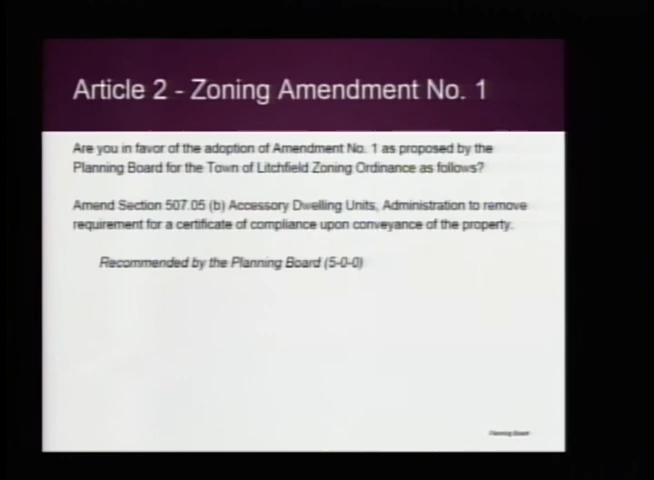 Article 2 - Zoning Amendment No. 1
Are you in favor of the adoption of Amendment No. 1 as proposed by the
Planning Board for the Town of Litchfield Zoning Ordinance as follows?
Amend Section 507.05 (b) Accessory Dwelling Units, Administration to remove
requirement for a certificate of compliance upon conveyance of the property.
Recommended by the Planning Board (5-0-0)
Planning Board